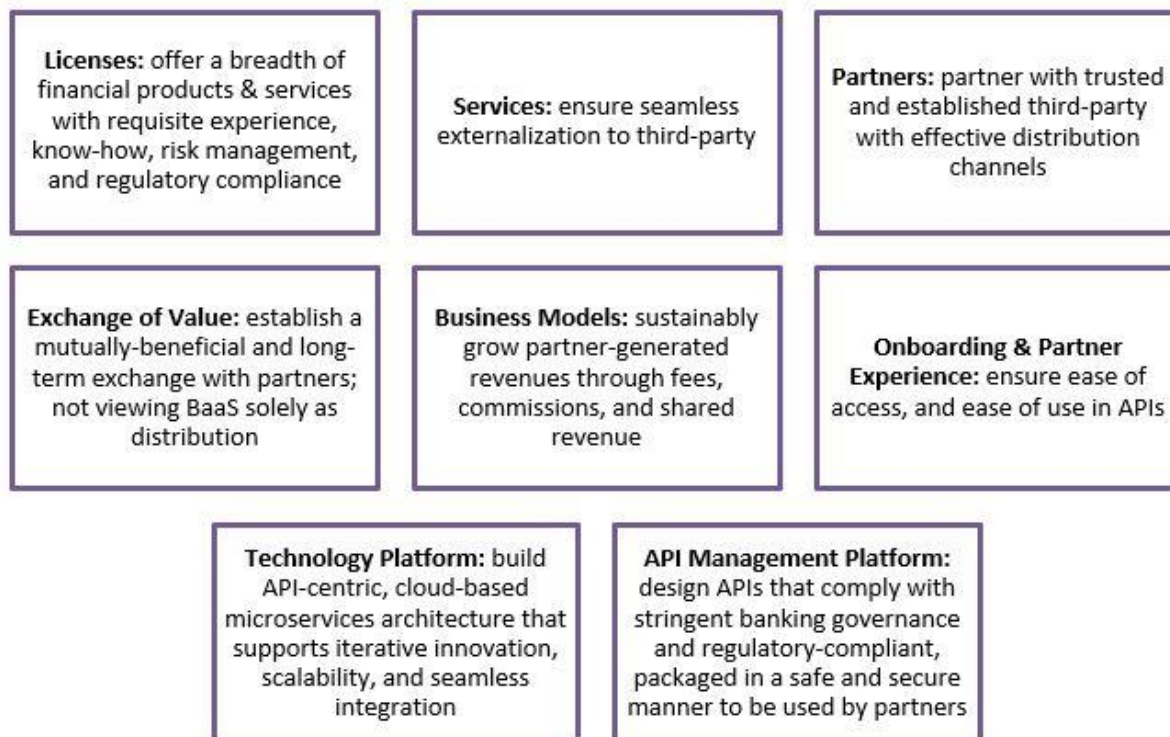 Licenses: offer a breadth of
financial products & services
with requisite experience,
know-how, risk management,
and regulatory compliance
Services: ensure seamless
externalization to third-party
Partners: partner with trusted
and established third-party
with effective distribution
channels
Exchange of Value: establish a
mutually-beneficial and long-
term exchange with partners;
not viewing BaaS solely as
distribution
Business Models: sustainably
grow partner-generated
revenues through fees,
commissions, and shared
revenue
Onboarding & Partner
Experience: ensure ease of
access, and ease of use in APIs
Technology Platform: build
API-centric, cloud-based
microservices architecture that
supports iterative innovation,
scalability, and seamless
integration
API Management Platform:
design APIs that comply with
stringent banking governance
and regulatory-compliant,
packaged in a safe and secure
manner to be used by partners